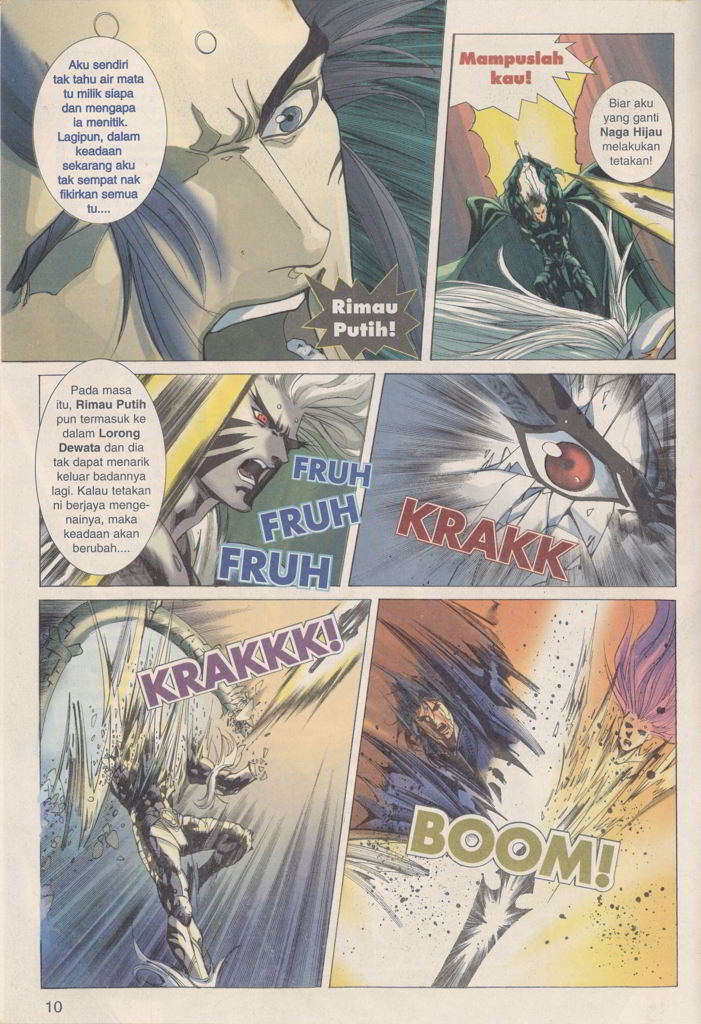 Aku sendiri
tak tahu air mata
tu milik siapa
dan mengapa
ia menitik.
Lagipun, dalam
keadaan
sekarang aku
tak sempat nak
fikirkan semua
tu....
Rimau
Putih!
Mampuslah
kau!
Biar aku
yang ganti
Naga Hijau
melakukan
tetakan!
Pada masa
itu, Rimau Putih
pun termasuk ke
dalam Lorong
Dewata dan dia
tak dapat menarik
keluar badannya
lagi. Kalau tetakan
ni berjaya menge-
nainya, maka
keadaan akan
berubah....
FRUH
FRUH
FRUH
KRAKK
KRAKKK!
BOOM!
10